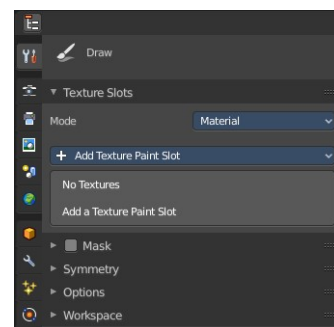 Draw
Texture Slots
Mode Material
Add Texture Paint Slot
No Textures
Add a Texture Paint Slot
Mask
Symmetry
Options
Workspace